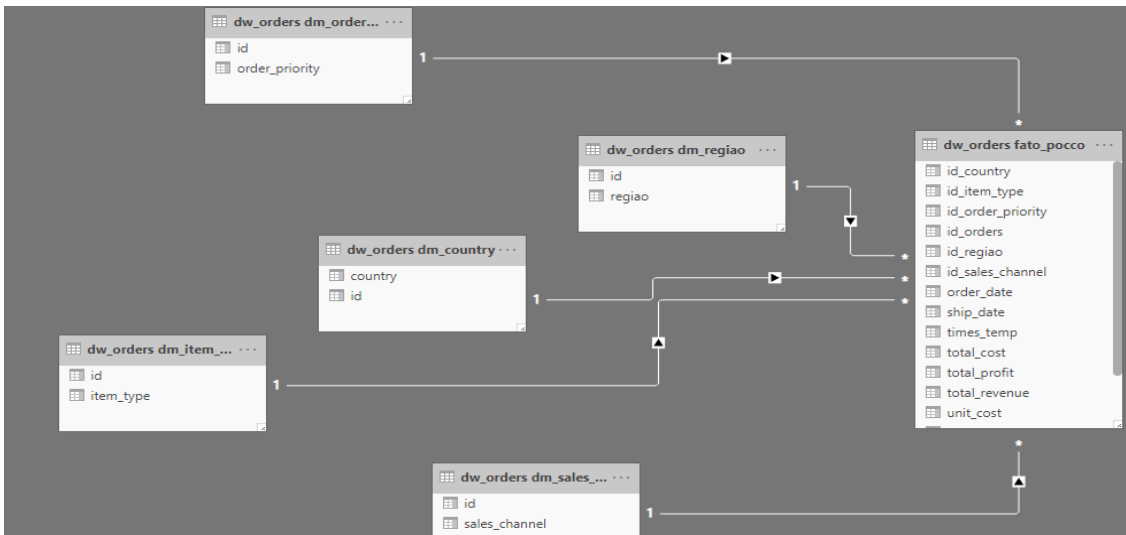 dw_orders dm_order... ...
id
order_priority
1
*
dw_orders dm_regiao ...
id
regiao
1
*
dw_orders fato_pocco ...
id_country
id_item_type
id_order_priority
id_orders
id_regiao
id_sales_channel
order_date
ship_date
times_temp
total_cost
total_profit
total_revenue
unit_cost
dw_orders dm_country ...
country
id
1
*
dw_orders dm_item_... ...
id
item_type
1
*
dw_orders dm_sales_... ...
id
sales_channel
1
*